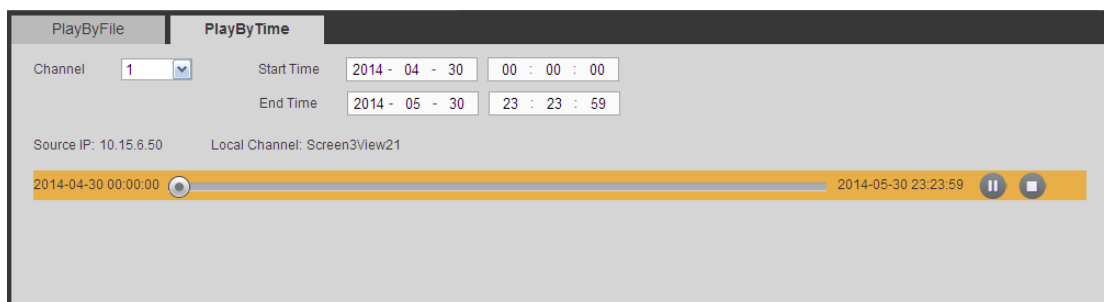 PlayByFile PlayByTime
Channel 1 Start Time 2014 - 04 - 30 00 : 00 : 00
End Time 2014 - 05 - 30 23 : 23 : 59
Source IP: 10.15.6.50 Local Channel: Screen3View21
2014-04-30 00:00:00 2014-05-30 23:23:59